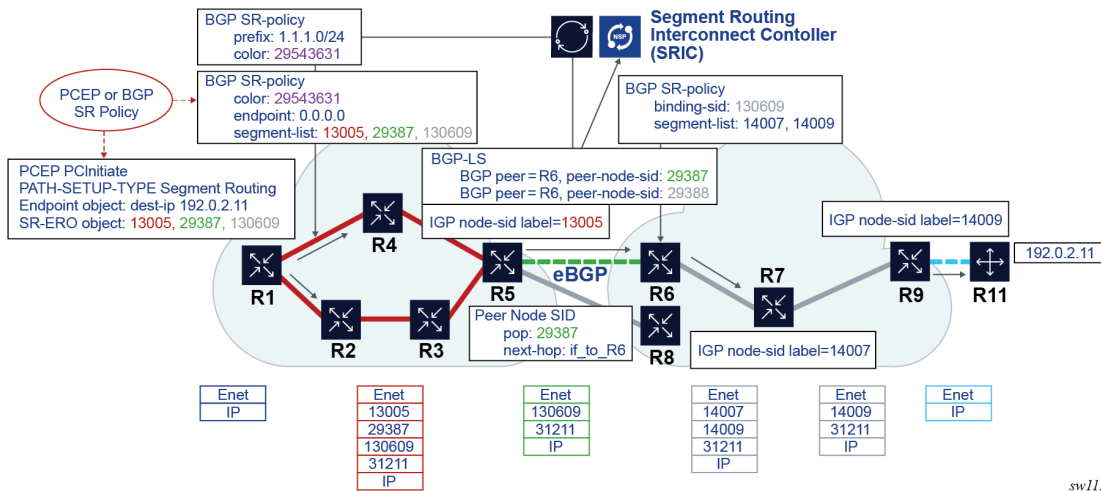 BGP SR-policy
prefix: 1.1.1.0/24
color: 29543631
NSP
Segment Routing
Interconnect Contoller
(SRIC)
PCEP or BGP
SR Policy
BGP SR-policy
color: 29543631
endpoint: 0.0.0.0
segment-list: 13005, 29387, 130609
BGP SR-policy
binding-sid: 130609
segment-list: 14007, 14009
PCEP PCInitiate
PATH-SETUP-TYPE Segment Routing
Endpoint object: dest-ip 192.0.2.11
SR-ERO object: 13005, 29387, 130609
BGP-LS
BGP peer = R6, peer-node-sid: 29387
BGP peer = R6, peer-node-sid: 29388
IGP node-sid label=13005
IGP node-sid label=14009
192.0.2.11
R4
R1
R5
eBGP
R6
R7
R9
R11
R2
R3
Peer Node SID
pop: 29387
next-hop: if_to_R6
R8
IGP node-sid label=14007
Enet
IP
Enet
13005
29387
130609
31211
IP
Enet
130609
31211
IP
Enet
14007
14009
31211
IP
Enet
14009
31211
IP
Enet
IP